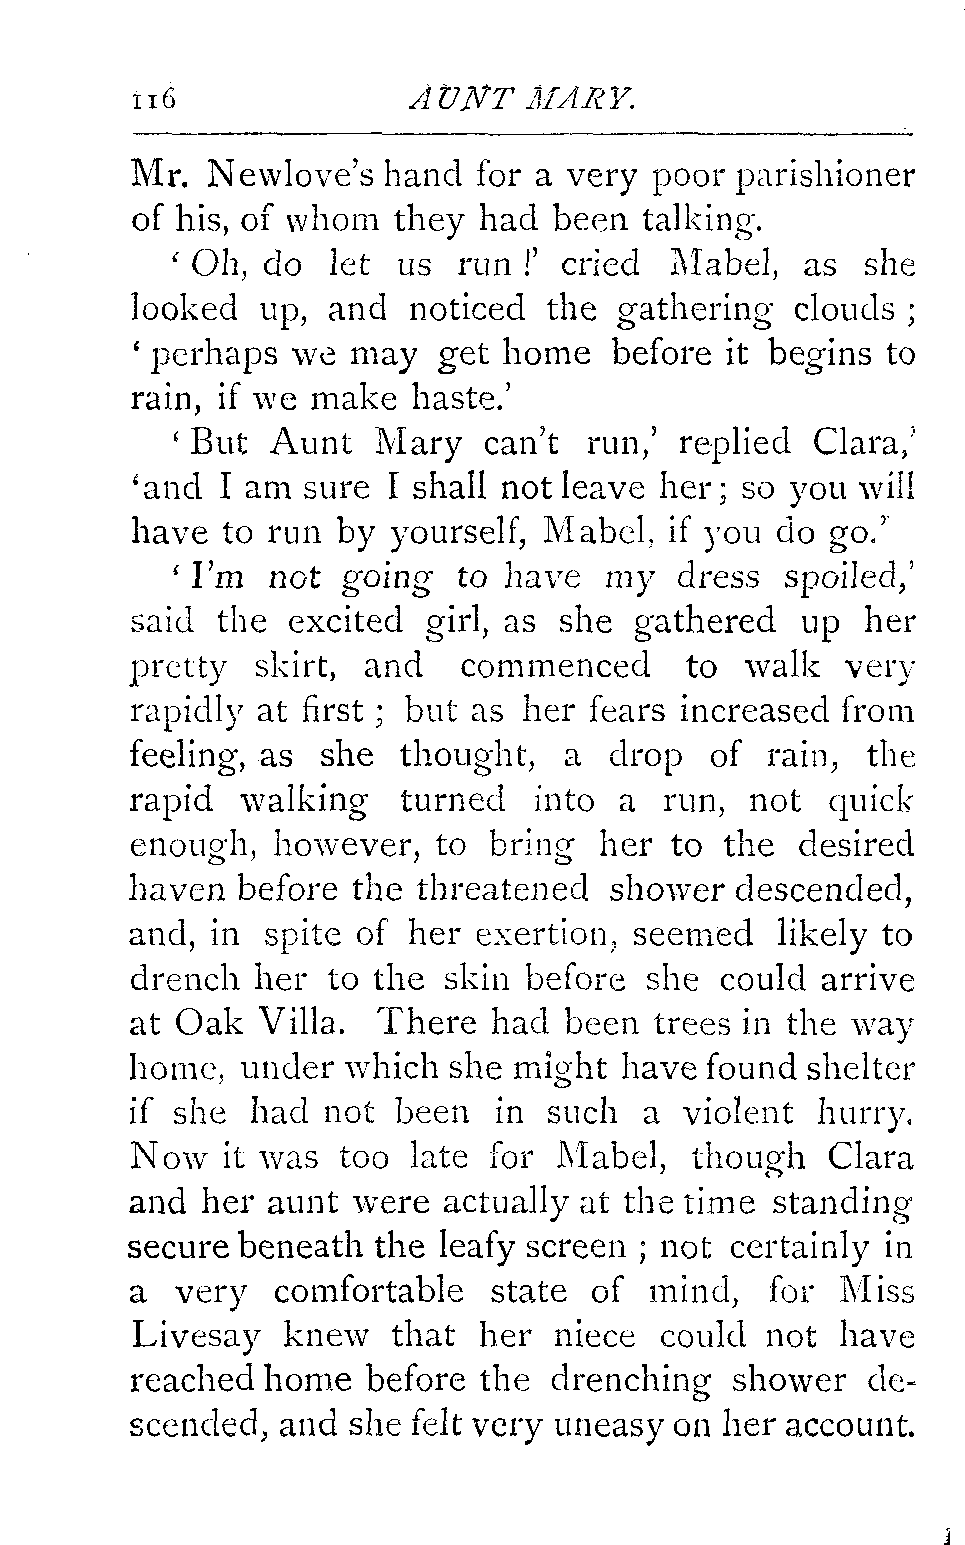 116 AUNT MARY.
Mr. Newlove's hand for a very poor parishioner
of his, of whom they had been talking.
‘ Oh, do let us run !’ cried Mabel, as she
looked up, and noticed the gathering clouds ;
‘ perhaps we may get home before it begins to
rain, if we make haste.’
‘ But Aunt Mary can’t run,’ replied Clara,’
‘and I am sure I shall not leave her ; so you will
have to run by yourself, Mabel, if you do go.’
‘ I’m not going to have my dress spoiled,’
said the excited girl, as she gathered up her
pretty skirt, and commenced to walk very
rapidly at first ; but as her fears increased from
feeling, as she thought, a drop of rain, the
rapid walking turned into a run, not quick
enough, however, to bring her to the desired
haven before the threatened shower descended,
and, in spite of her exertion, seemed likely to
drench her to the skin before she could arrive
at Oak Villa. There had been trees in the way
home, under which she might have found shelter
if she had not been in such a violent hurry.
Now it was too late for Mabel, though Clara
and her aunt were actually at the time standing
secure beneath the leafy screen ; not certainly in
a very comfortable state of mind, for Miss
Livesay knew that her niece could not have
reached home before the drenching shower de-
scended, and she felt very uneasy on her account.